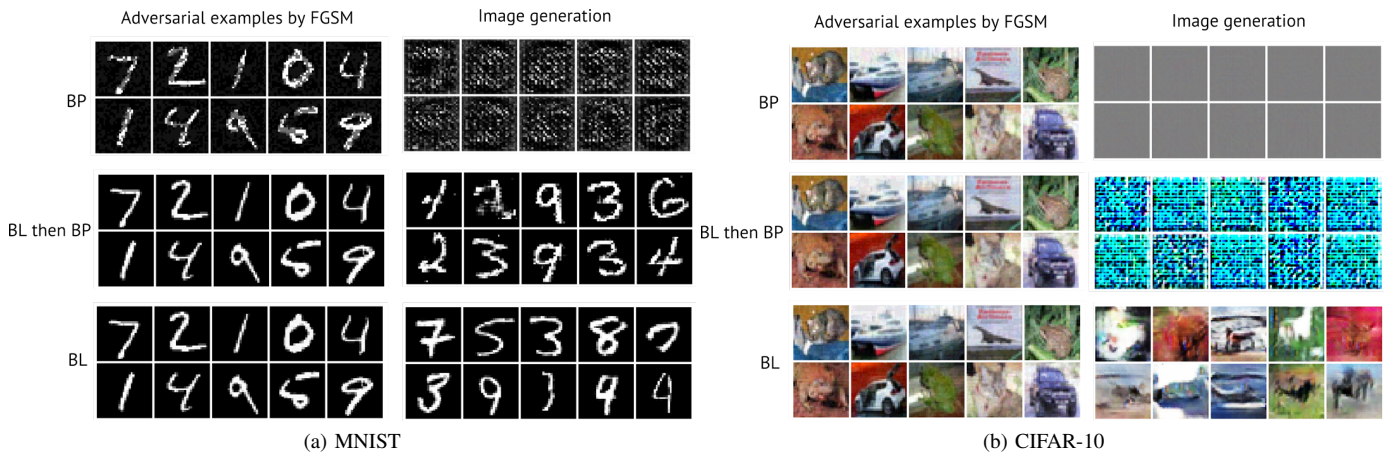 Adversarial examples by FGSM
Image generation
BP
BL then BP
BL
(a) MNIST
Adversarial examples by FGSM
Image generation
BP
BL then BP
BL
(b) CIFAR-10